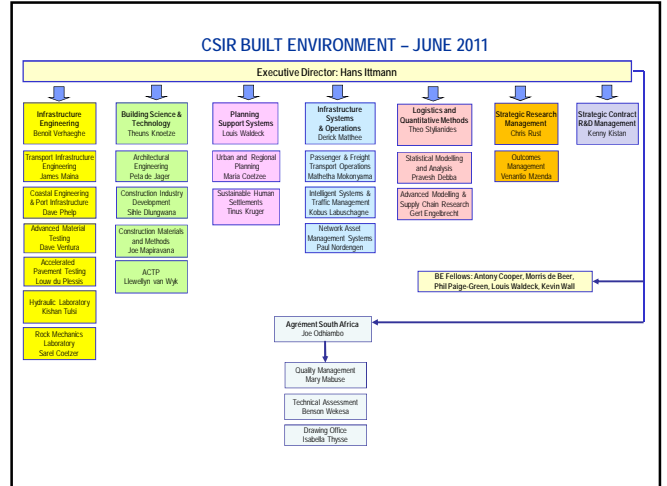 CSIR BUILT ENVIRONMENT – JUNE 2011
Executive Director: Hans Ittmann
Infrastructure
Engineering
Benoit Verhaeghe
Transport Infrastructure
Engineering
James Maina
Coastal Engineering
& Port Infrastructure
Dave Phelp
Advanced Material
Testing
Dave Ventura
Accelerated
Pavement Testing
Louw du Plessis
Hydraulic Laboratory
Kishan Tulsi
Rock Mechanics
Laboratory
Sarel Coetzer
Building Science &
Technology
Theuns Knoetze
Architectural
Engineering
Peta de Jager
Construction Industry
Development
Sihle Dlungwana
Construction Materials
and Methods
Joe Mapiravana
ACTP
Llewellyn van Wyk
Planning
Support Systems
Louis Waldeck
Urban and Regional
Planning
Maria Coetzee
Sustainable Human
Settlements
Tinus Kruger
Infrastructure
Systems
& Operations
Derick Matthee
Passenger & Freight
Transport Operations
Mathetha Mokonyama
Intelligent Systems &
Traffic Management
Kobus Labuschagne
Network Asset
Management Systems
Paul Nordengen
Logistics and
Quantitative Methods
Theo Stylianides
Statistical Modelling
and Analysis
Pravesh Debba
Advanced Modelling &
Supply Chain Research
Gert Engelbrecht
Strategic Research
Management
Chris Rust
Outcomes
Management
Venantio Mzenda
Strategic Contract
R&D Management
Kenny Kistan
BE Fellows: Antony Cooper, Morris de Beer,
Phil Paige-Green, Louis Waldeck, Kevin Wall
Agrément South Africa
Joe Odhiambo
Quality Management
Mary Mabuse
Technical Assessment
Benson Wekesa
Drawing Office
Isabella Thysse